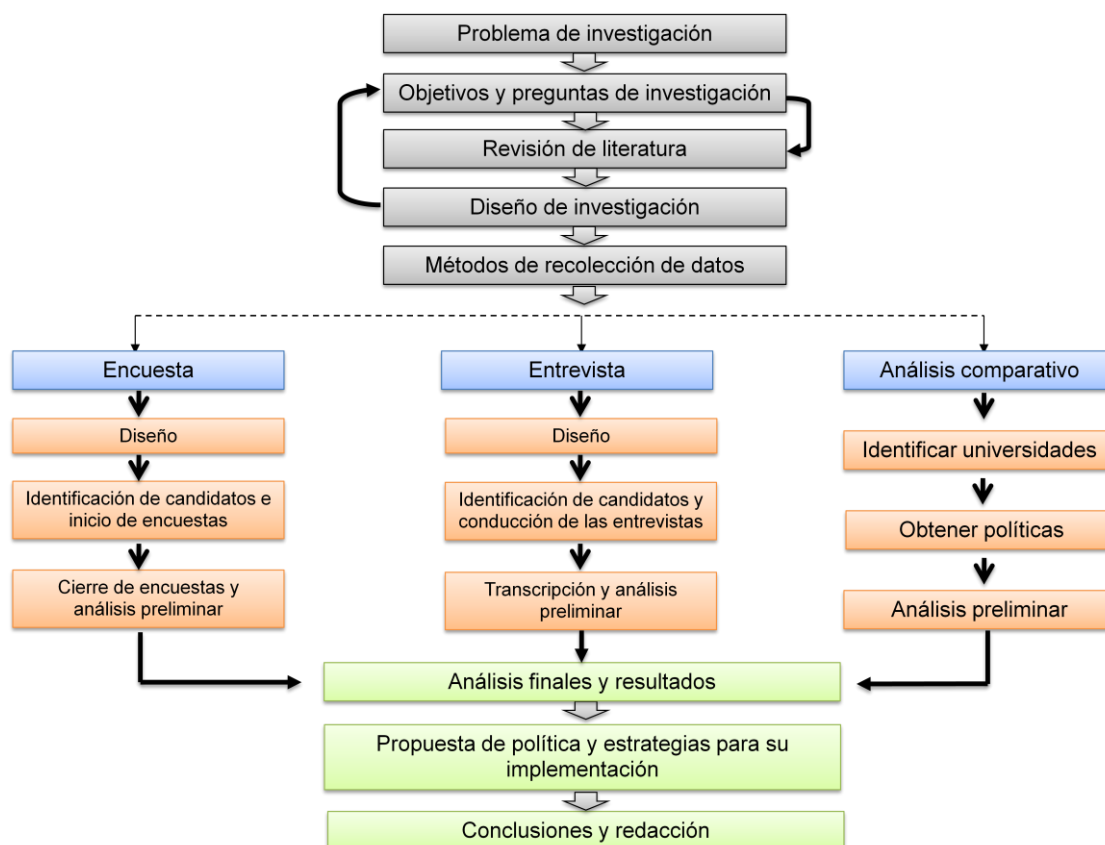 Problema de investigación
Objetivos y preguntas de investigación
Revisión de literatura
Diseño de investigación
Métodos de recolección de datos
Encuesta
Diseño
Identificación de candidatos e
inicio de encuestas
Cierre de encuestas y
análisis preliminar
Entrevista
Diseño
Identificación de candidatos y
conducción de las entrevistas
Transcripción y análisis
preliminar
Análisis comparativo
Identificar universidades
Obtener políticas
Análisis preliminar
Análisis finales y resultados
Propuesta de política y estrategias para su
implementación
Conclusiones y redacción